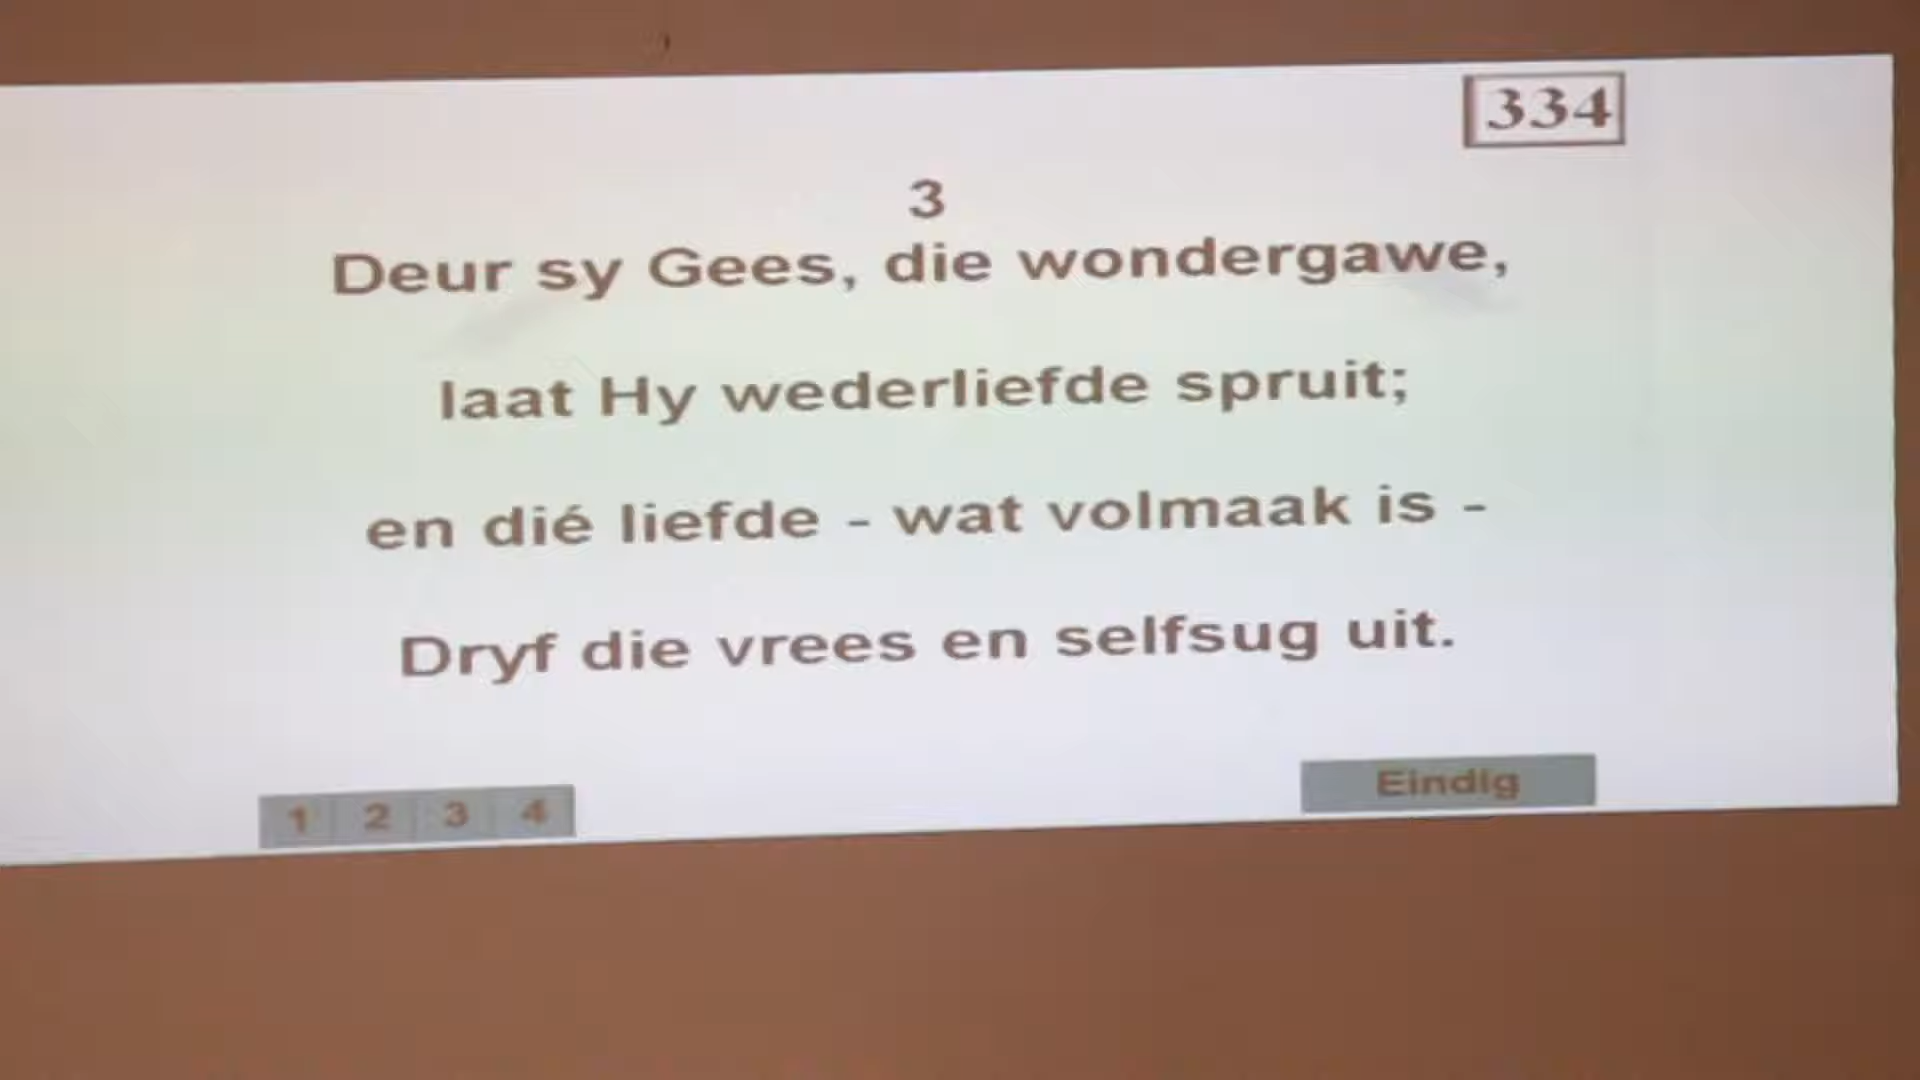 334
3
Deur sy Gees, die wondergawe,
laat Hy wederliefde spruit;
en dié liefde - wat volmaak is -
Dryf die vrees en selfsug uit.
1 2 3 4
Eindig